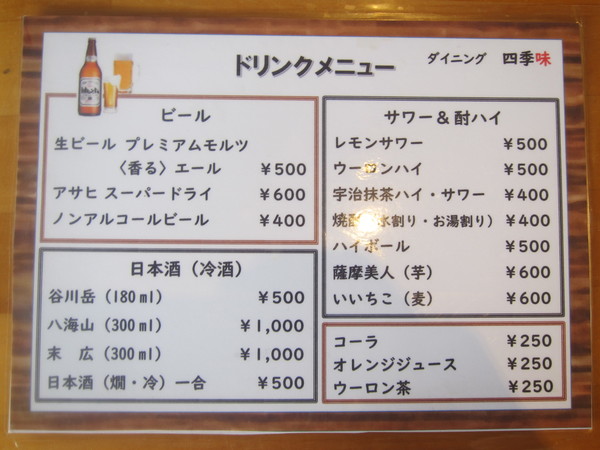 ドリンクメニュー
ダイニング 四季味
ビール
生ビール プレミアムモルツ
〈香る〉エール ¥500
アサヒ スーパードライ ¥600
ノンアルコールビール ¥400
日本酒（冷酒）
谷川岳（180㎖） ¥500
八海山（300㎖） ¥1,000
末 広（300㎖） ¥1,000
日本酒（燗・冷）一合 ¥500
サワー＆酎ハイ
レモンサワー ¥500
ウーロンハイ ¥500
宇治抹茶ハイ・サワー ¥400
焼酎（水割り・お湯割り） ¥400
ハイボール ¥500
薩摩美人（芋） ¥600
いいちこ（麦） ¥600
コーラ ¥250
オレンジジュース ¥250
ウーロン茶 ¥250